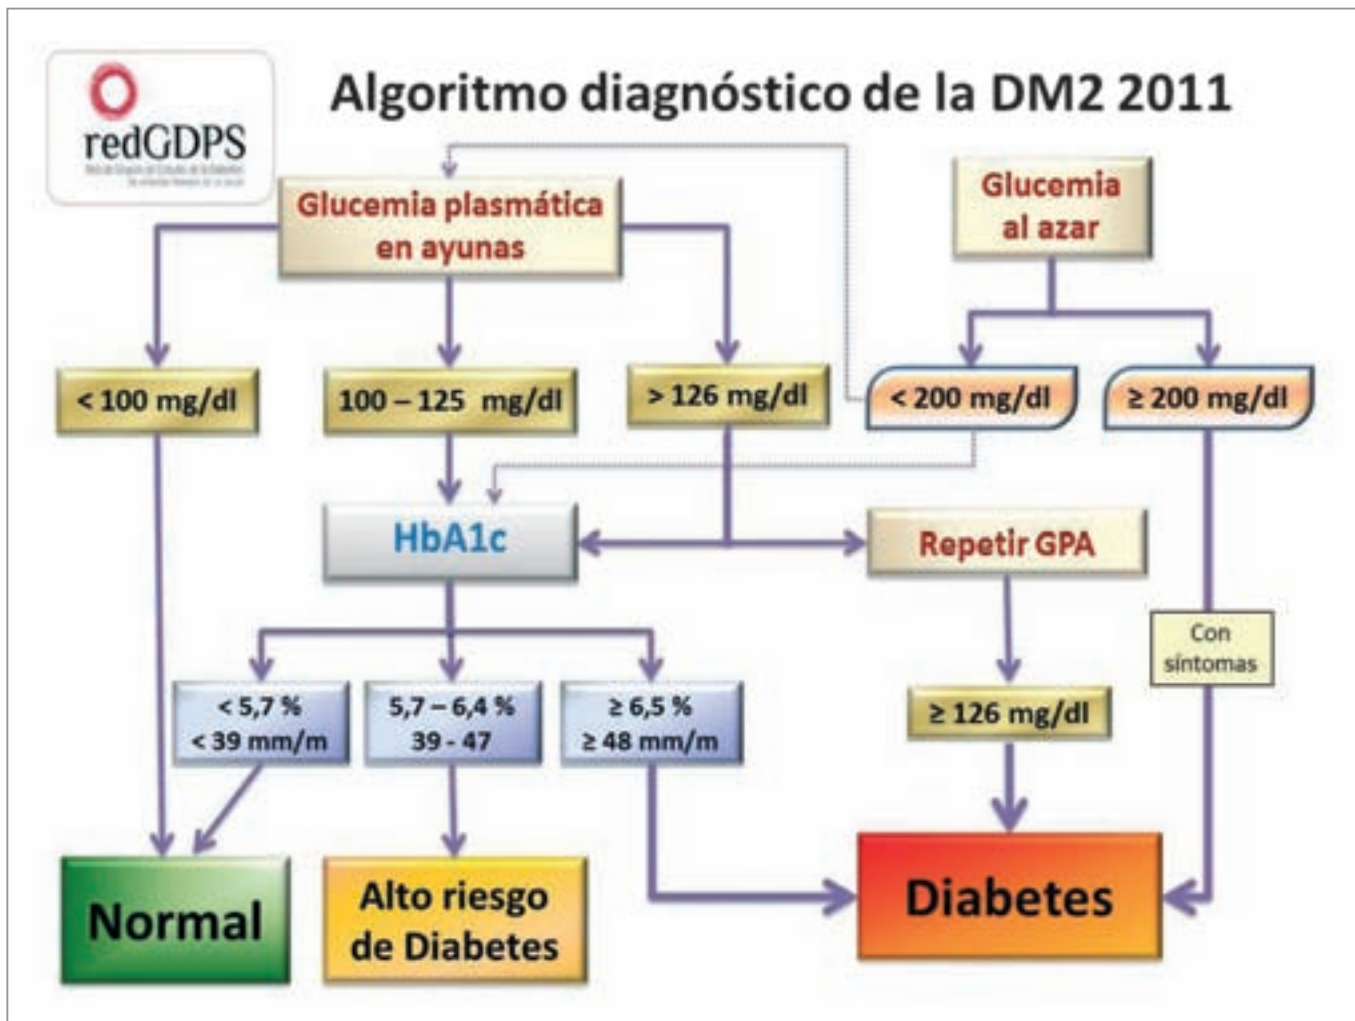 redGDPS
Algoritmo diagnóstico de la DM2 2011
Glucemia plasmática
en ayunas
Glucemia
al azar
< 100 mg/dl
100 – 125 mg/dl
> 126 mg/dl
< 200 mg/dl
≥ 200 mg/dl
HbA1c
Repetir GPA
Con
síntomas
< 5,7 %
< 39 mm/m
5,7 – 6,4 %
39 - 47
≥ 6,5 %
≥ 48 mm/m
≥ 126 mg/dl
Normal
Alto riesgo
de Diabetes
Diabetes